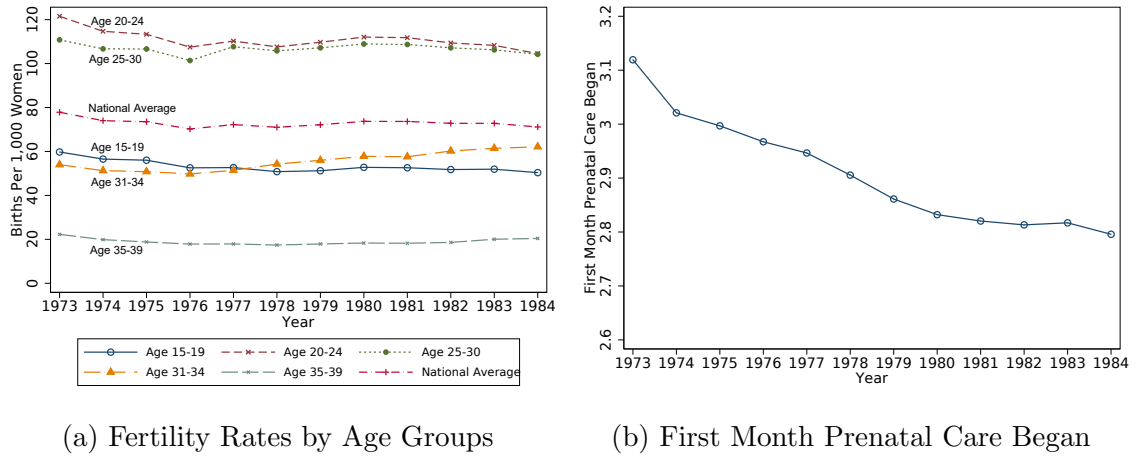 Births Per 1,000 Women
120
100
80
60
40
20
0
Age 20-24
Age 25-30
National Average
Age 15-19
Age 31-34
Age 35-39
1973 1974 1975 1976 1977 1978 1979 1980 1981 1982 1983 1984
Year
Age 15-19 Age 20-24 Age 25-30
Age 31-34 Age 35-39 National Average
(a) Fertility Rates by Age Groups
First Month Prenatal Care Began
3.2
3.1
3
2.9
2.8
2.7
2.6
1973 1974 1975 1976 1977 1978 1979 1980 1981 1982 1983 1984
Year
(b) First Month Prenatal Care Began